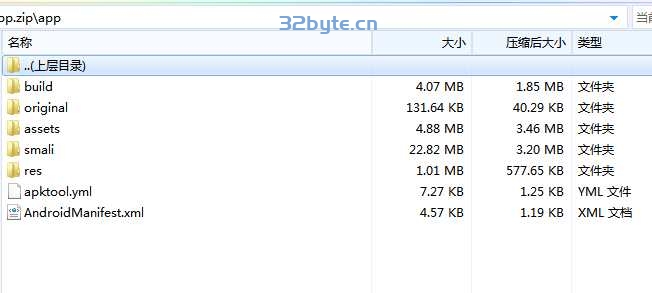 op.zip\app
32byte.cn
当前
名称 大小 压缩后大小 类型
..(上层目录)
build 4.07 MB 1.85 MB 文件夹
original 131.64 KB 40.29 KB 文件夹
assets 4.88 MB 3.46 MB 文件夹
smali 22.82 MB 3.20 MB 文件夹
res 1.01 MB 577.65 KB 文件夹
apktool.yml 7.27 KB 1.25 KB YML 文件
AndroidManifest.xml 4.57 KB 1.19 KB XML 文档